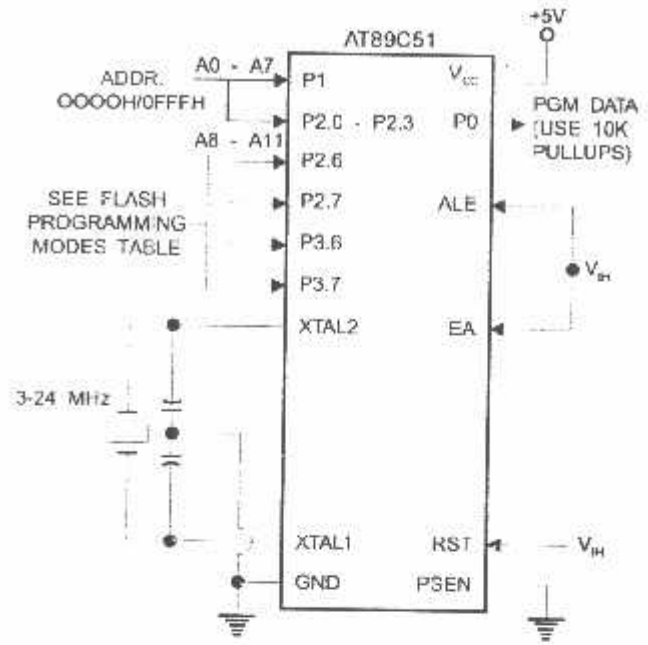 +5V
AT89C51
A0 - A7
ADDR.
OOOOH/0FFFH
P1
VCC
P2.0 - P2.3
P0
PGM DATA
(USE 10K
PULLUPS)
A8 - A11
P2.6
SEE FLASH
PROGRAMMING
MODES TABLE
P2.7
ALE
P3.6
VIH
P3.7
XTAL2
EA
3-24 MHz
XTAL1
RST
VIH
GND
PSEN